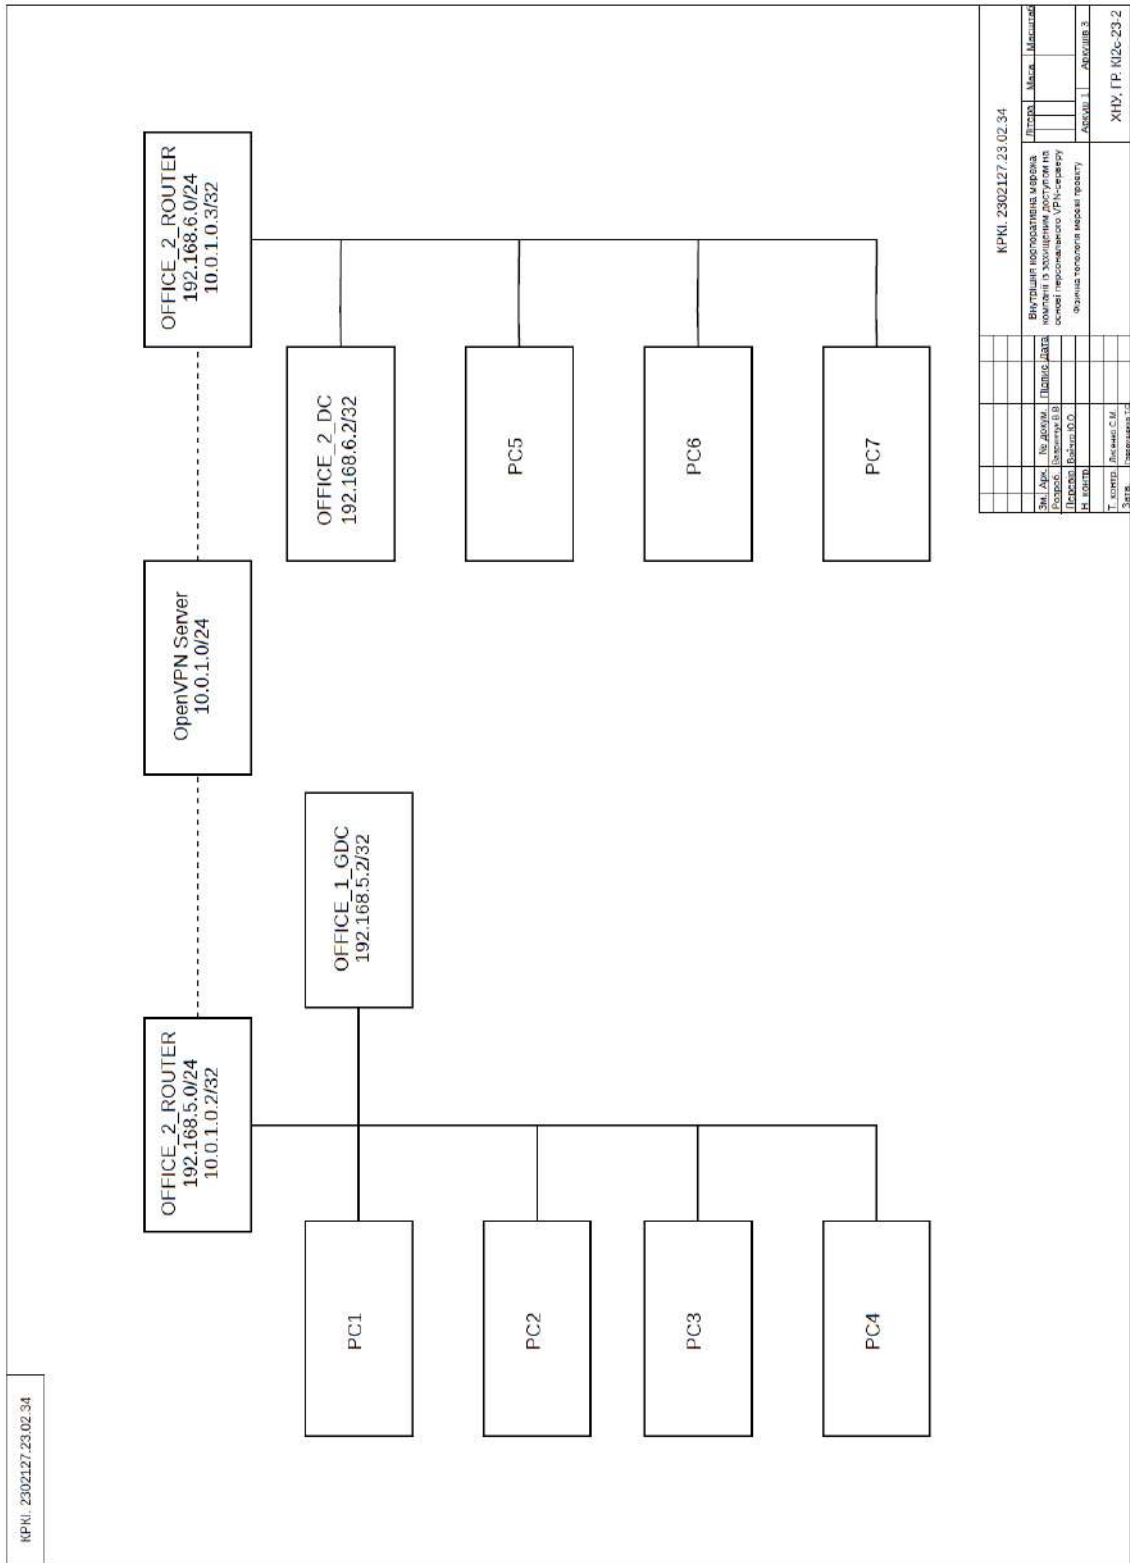 КРКІ. 2302127.23.02.34
OFFICE_2_ROUTER
192.168.5.0/24
10.0.1.0.2/32
OpenVPN Server
10.0.1.0/24
OFFICE_2_ROUTER
192.168.6.0/24
10.0.1.0.3/32
OFFICE_1_GDC
192.168.5.2/32
OFFICE_2_DC
192.168.6.2/32
PC1
PC2
PC3
PC4
PC5
PC6
PC7
КРКІ. 2302127.23.02.34
Зм. Арк. № докум. Підпис Дата
Розроб.
Перевір. Бойчук Ю.О.
Н. контр.
Т. контр. Лисенко С.М.
Затв.
Внутрішня корпоративна мережа
компанії із захищеним доступом на
основі персонального VPN-серверу
Фізична топологія мережі проекту
Літера Маса Масштаб
Аркуш 1 Аркушів 3
ХНУ, ГР. КІ2с-23-2